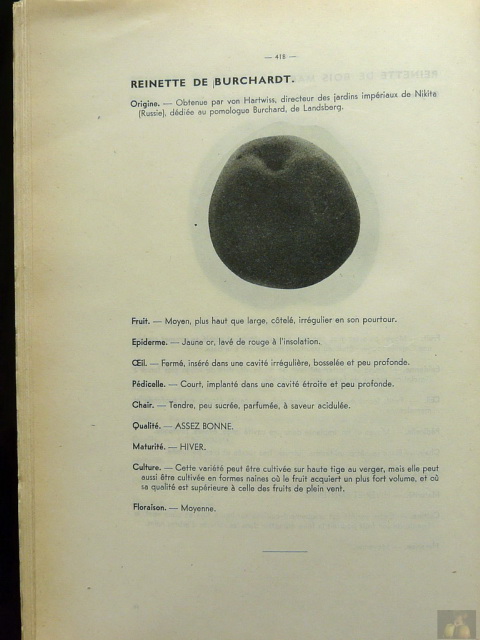 — 418 —
REINETTE DE BURCHARDT.
Origine. — Obtenue par von Hartwiss, directeur des jardins impériaux de Nikita
(Russie), dédiée au pomologue Burchard, de Landsberg.
Fruit. — Moyen, plus haut que large, côtelé, irrégulier en son pourtour.
Epiderme. — Jaune or, lavé de rouge à l'insolation.
Œil. — Fermé, inséré dans une cavité irrégulière, bosselée et peu profonde.
Pédicelle. — Court, implanté dans une cavité étroite et peu profonde.
Chair. — Tendre, peu sucrée, parfumée, à saveur acidulée.
Qualité. — ASSEZ BONNE.
Maturité. — HIVER.
Culture. — Cette variété peut être cultivée sur haute tige au verger, mais elle peut
aussi être cultivée en formes naines où le fruit acquiert un plus fort volume, et où
sa qualité est supérieure à celle des fruits de plein vent.
Floraison. — Moyenne.